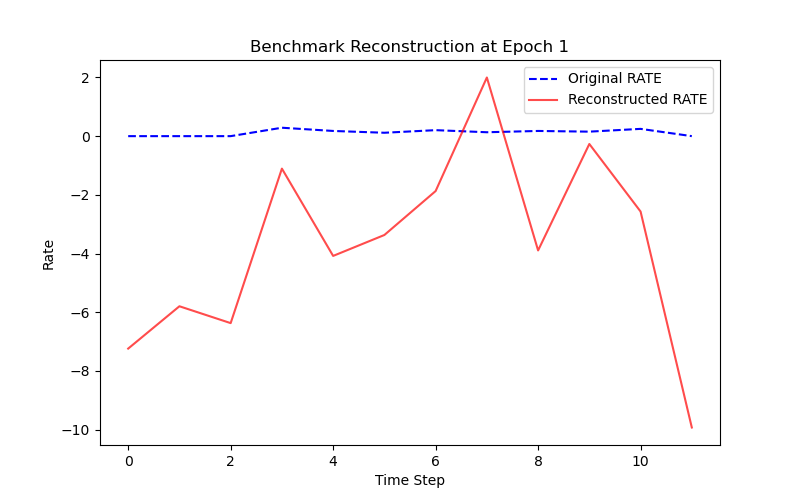 Benchmark Reconstruction at Epoch 1
Original RATE
Reconstructed RATE
2
0
−2
−4
−6
−8
−10
Rate
0 2 4 6 8 10
Time Step